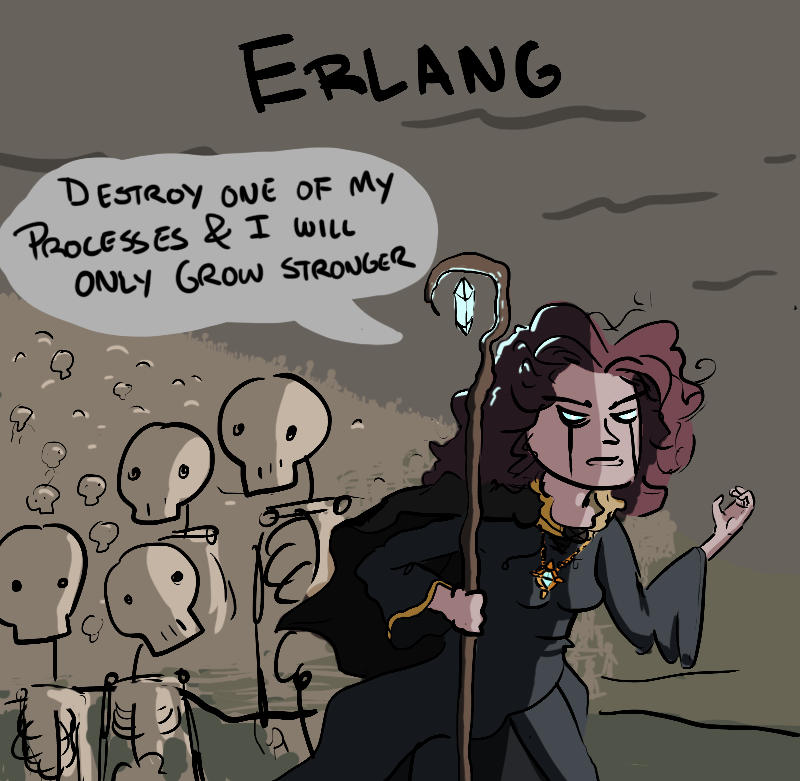 ERLANG
DESTROY ONE OF MY
PROCESSES & I WILL
ONLY GROW STRONGER